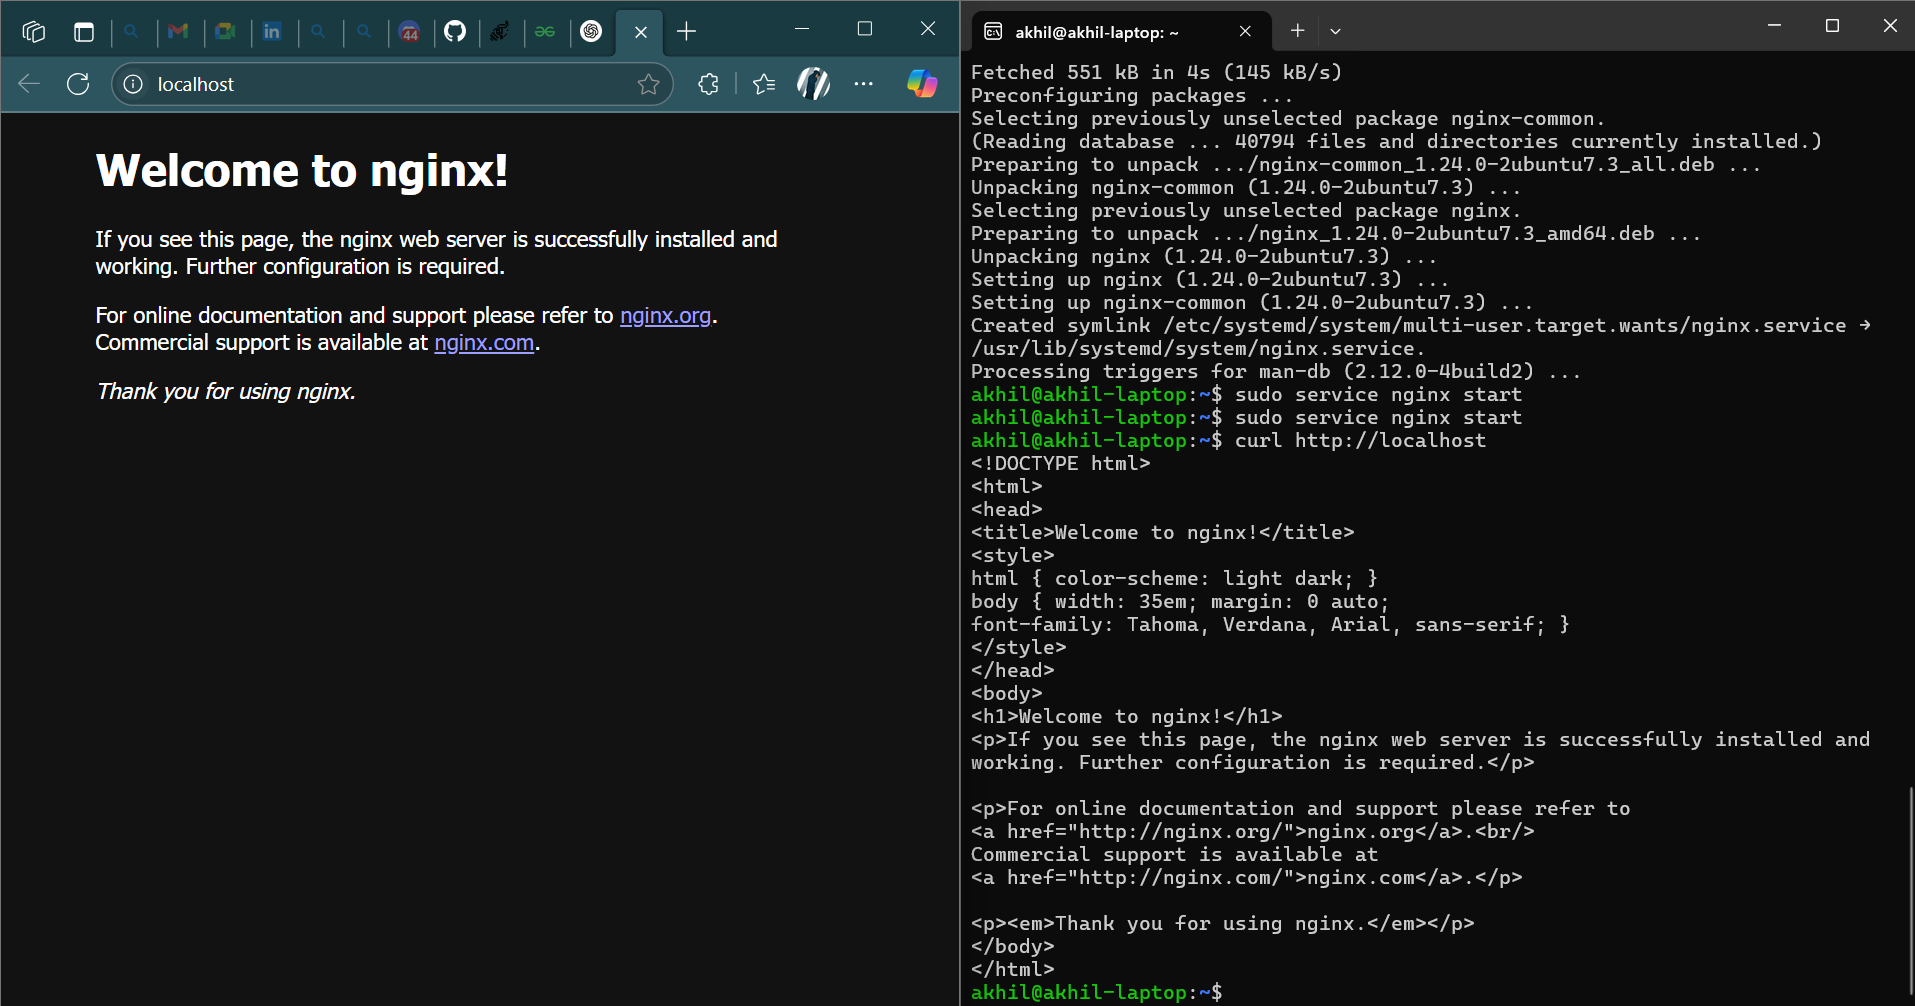 44
in
localhost
Welcome to nginx!
If you see this page, the nginx web server is successfully installed and
working. Further configuration is required.
For online documentation and support please refer to nginx.org.
Commercial support is available at nginx.com.
Thank you for using nginx.
akhil@akhil-laptop: ~
Fetched 551 kB in 4s (145 kB/s)
Preconfiguring packages ...
Selecting previously unselected package nginx-common.
(Reading database ... 40794 files and directories currently installed.)
Preparing to unpack .../nginx-common_1.24.0-2ubuntu7.3_all.deb ...
Unpacking nginx-common (1.24.0-2ubuntu7.3) ...
Selecting previously unselected package nginx.
Preparing to unpack .../nginx_1.24.0-2ubuntu7.3_amd64.deb ...
Unpacking nginx (1.24.0-2ubuntu7.3) ...
Setting up nginx (1.24.0-2ubuntu7.3) ...
Setting up nginx-common (1.24.0-2ubuntu7.3) ...
Created symlink /etc/systemd/system/multi-user.target.wants/nginx.service →
/usr/lib/systemd/system/nginx.service.
Processing triggers for man-db (2.12.0-4build2) ...
akhil@akhil-laptop:~$ sudo service nginx start
akhil@akhil-laptop:~$ sudo service nginx start
akhil@akhil-laptop:~$ curl http://localhost
<!DOCTYPE html>
<html>
<head>
<title>Welcome to nginx!</title>
<style>
html { color-scheme: light dark; }
body { width: 35em; margin: 0 auto;
font-family: Tahoma, Verdana, Arial, sans-serif; }
</style>
</head>
<body>
<h1>Welcome to nginx!</h1>
<p>If you see this page, the nginx web server is successfully installed and
working. Further configuration is required.</p>
<p>For online documentation and support please refer to
<a href="http://nginx.org/">nginx.org</a>.<br/>
Commercial support is available at
<a href="http://nginx.com/">nginx.com</a>.</p>
<p><em>Thank you for using nginx.</em></p>
</body>
</html>
akhil@akhil-laptop:~$